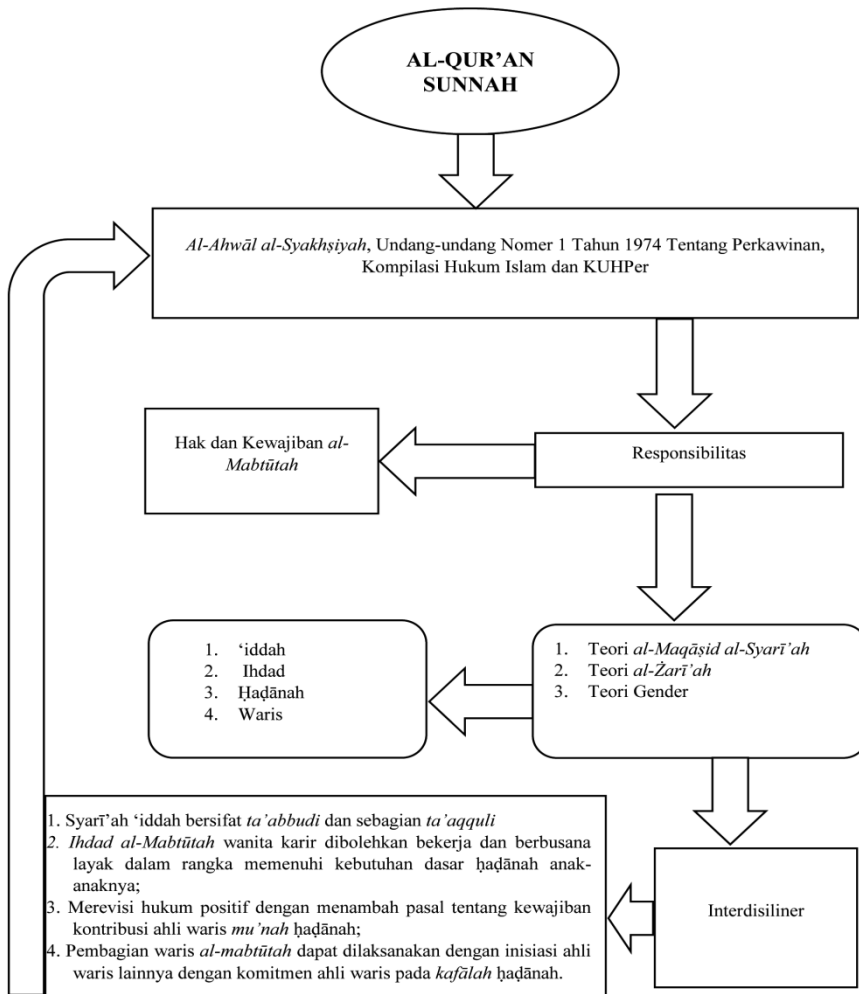 AL-QUR’AN
SUNNAH
Al-Ahwāl al-Syakhṣiyah, Undang-undang Nomer 1 Tahun 1974 Tentang Perkawinan,
Kompilasi Hukum Islam dan KUHPer
Hak dan Kewajiban al-
Mabtūtah
Responsibilitas
1. ‘iddah
2. Ihdad
3. Ḥaḍānah
4. Waris
1. Teori al-Maqāṣid al-Syarī’ah
2. Teori al-Żarī’ah
3. Teori Gender
1. Syarī’ah ‘iddah bersifat ta’abbudi dan sebagian ta’aqquli
2. Ihdad al-Mabtūtah wanita karir dibolehkan bekerja dan berbusana
layak dalam rangka memenuhi kebutuhan dasar ḥaḍānah anak-
anaknya;
3. Merevisi hukum positif dengan menambah pasal tentang kewajiban
kontribusi ahli waris mu’nah ḥaḍānah;
4. Pembagian waris al-mabtūtah dapat dilaksanakan dengan inisiasi ahli
waris lainnya dengan komitmen ahli waris pada kafālah ḥaḍānah.
Interdisiliner